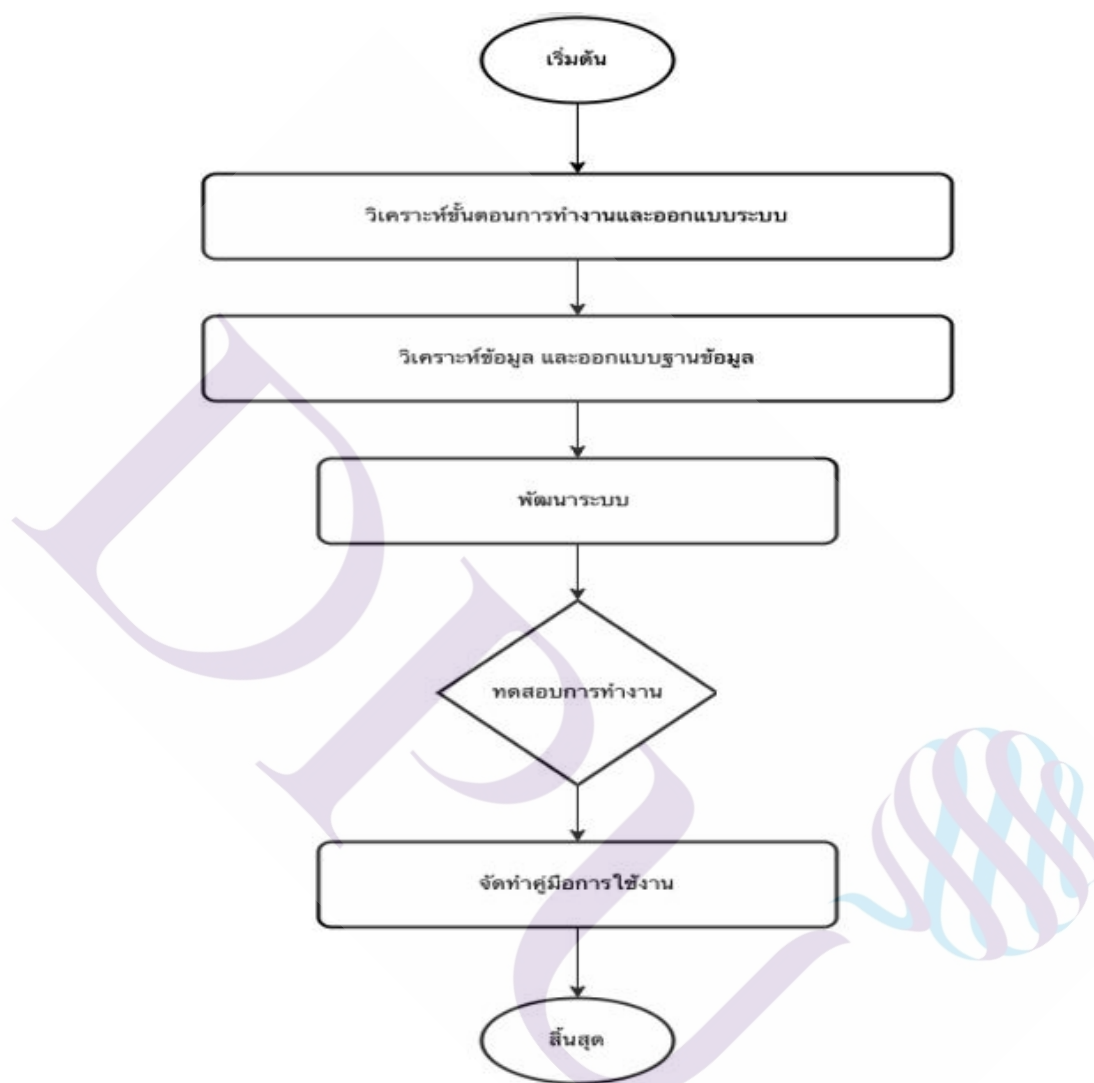 เริ่มต้น
วิเคราะห์ขั้นตอนการทำงานและออกแบบระบบ
วิเคราะห์ข้อมูล และออกแบบฐานข้อมูล
พัฒนาระบบ
ทดสอบการทำงาน
จัดทำคู่มือการใช้งาน
สิ้นสุด
DPU